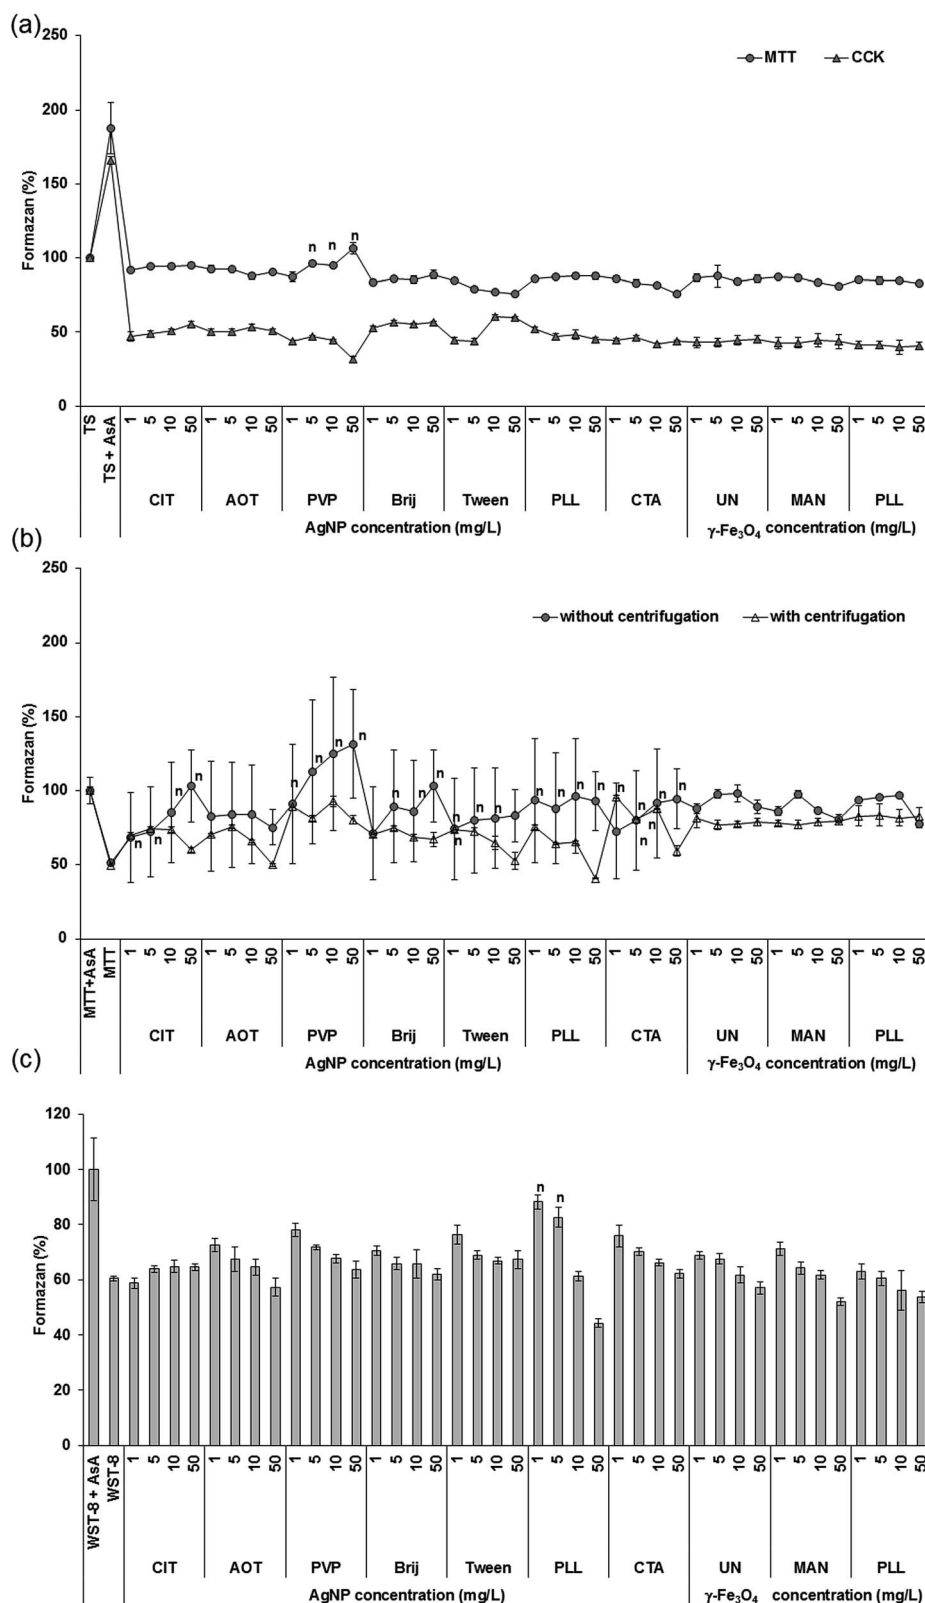 (a)
250
200
150
100
50
0
Formazan (%)
MTT CCK
n n n
TS TS + AsA 1 5 10 50 1 5 10 50 1 5 10 50 1 5 10 50 1 5 10 50 1 5 10 50 1 5 10 50 1 5 10 50 1 5 10 50 1 5 10 50
CIT AOT PVP Brij Tween PLL CTA UN MAN PLL
AgNP concentration (mg/L) γ-Fe₃O₄ concentration (mg/L)
(b)
250
200
150
100
50
0
Formazan (%)
without centrifugation with centrifugation
n n n n n n n n n n n n n n n n n n n n n n n
MTT+AsA MTT 1 5 10 50 1 5 10 50 1 5 10 50 1 5 10 50 1 5 10 50 1 5 10 50 1 5 10 50 1 5 10 50 1 5 10 50 1 5 10 50
CIT AOT PVP Brij Tween PLL CTA UN MAN PLL
AgNP concentration (mg/L) γ-Fe₃O₄ concentration (mg/L)
(c)
120
100
80
60
40
20
0
Formazan (%)
n n
WST-8 + AsA WST-8 1 5 10 50 1 5 10 50 1 5 10 50 1 5 10 50 1 5 10 50 1 5 10 50 1 5 10 50 1 5 10 50 1 5 10 50 1 5 10 50
CIT AOT PVP Brij Tween PLL CTA UN MAN PLL
AgNP concentration (mg/L) γ-Fe₃O₄ concentration (mg/L)